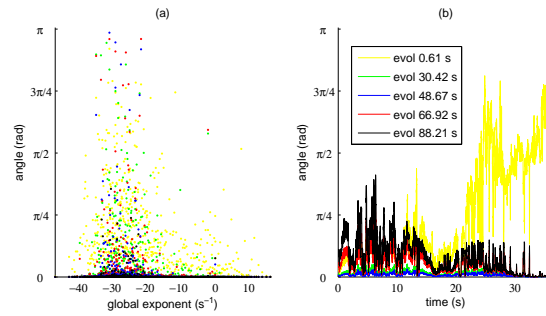 (a)
π
3π/4
π/2
π/4
0
angle (rad)
−40 −30 −20 −10 0 10
global exponent (s⁻¹)
(b)
π
3π/4
π/2
π/4
0
angle (rad)
evol 0.61 s
evol 30.42 s
evol 48.67 s
evol 66.92 s
evol 88.21 s
0 10 20 30
time (s)